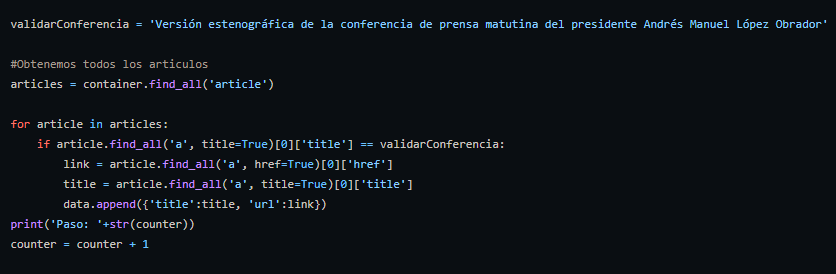 validarConferencia = 'Versión estenográfica de la conferencia de prensa matutina del presidente Andrés Manuel López Obrador'
#Obtenemos todos los articulos
articles = container.find_all('article')
for article in articles:
    if article.find_all('a', title=True)[0]['title'] == validarConferencia:
        link = article.find_all('a', href=True)[0]['href']
        title = article.find_all('a', title=True)[0]['title']
        data.append({'title':title, 'url':link})
print('Paso: '+str(counter))
counter = counter + 1